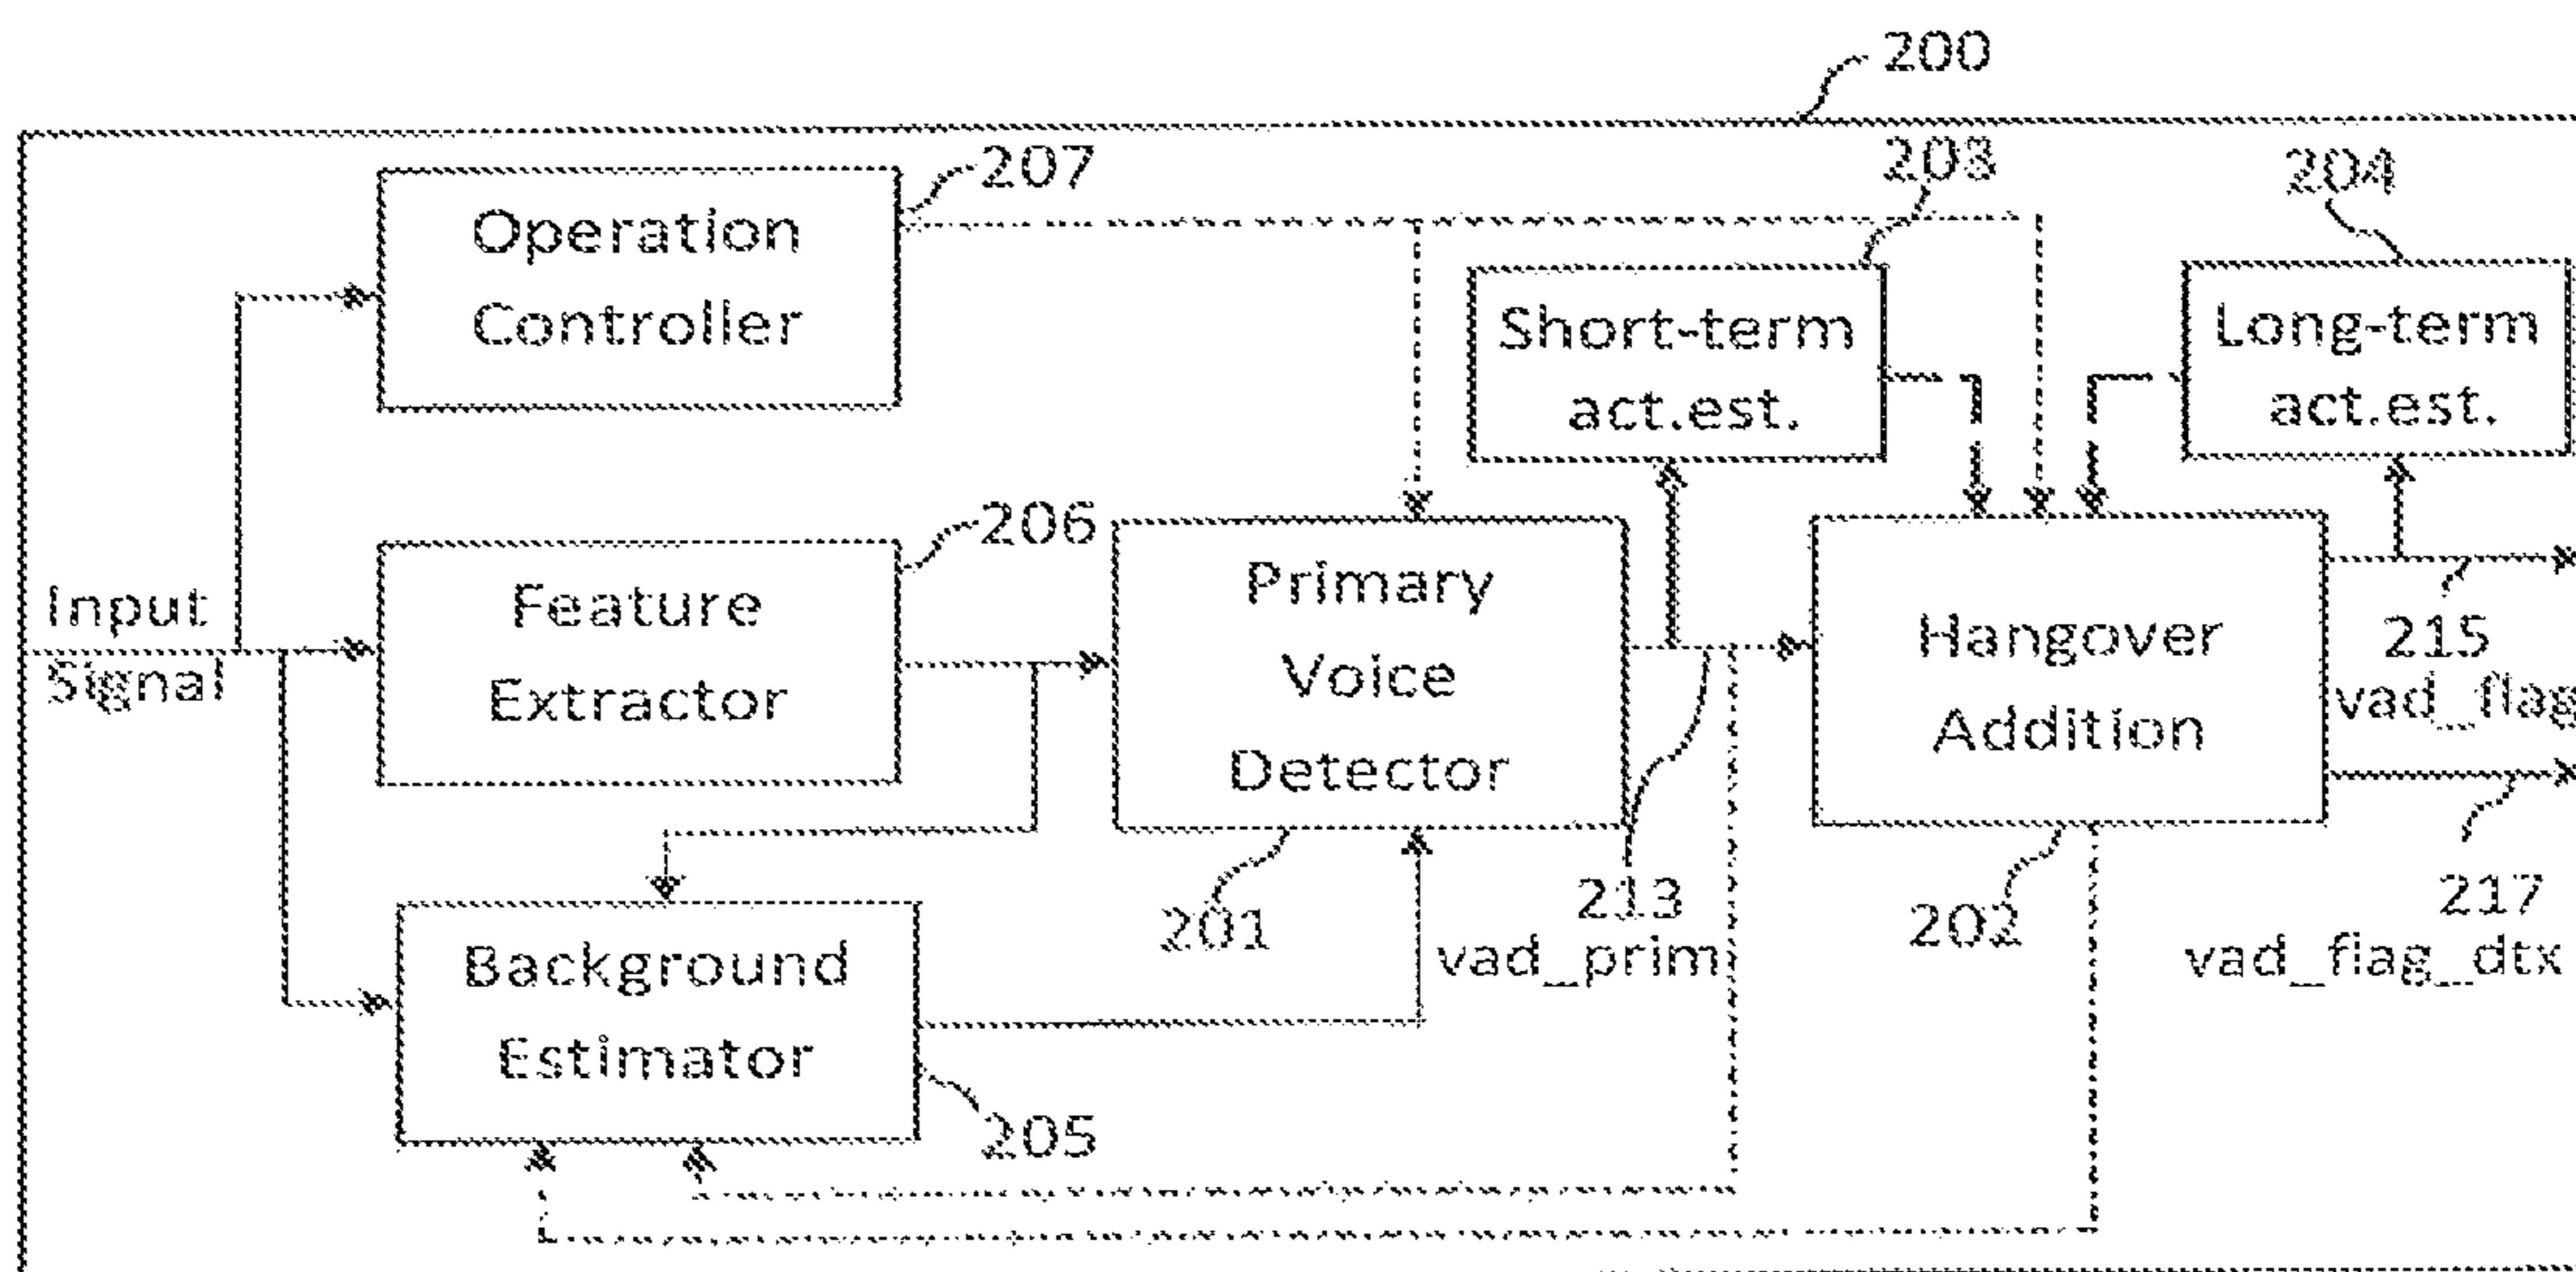 200
207
203
204
Operation
Controller
Short-term
act.est.
Long-term
act.est.
206
Input
Signal
Feature
Extractor
Primary
Voice
Detector
Hangover
Addition
215
vad_flag
213
vad_prim
201
202
217
vad_flag_dtx
Background
Estimator
205